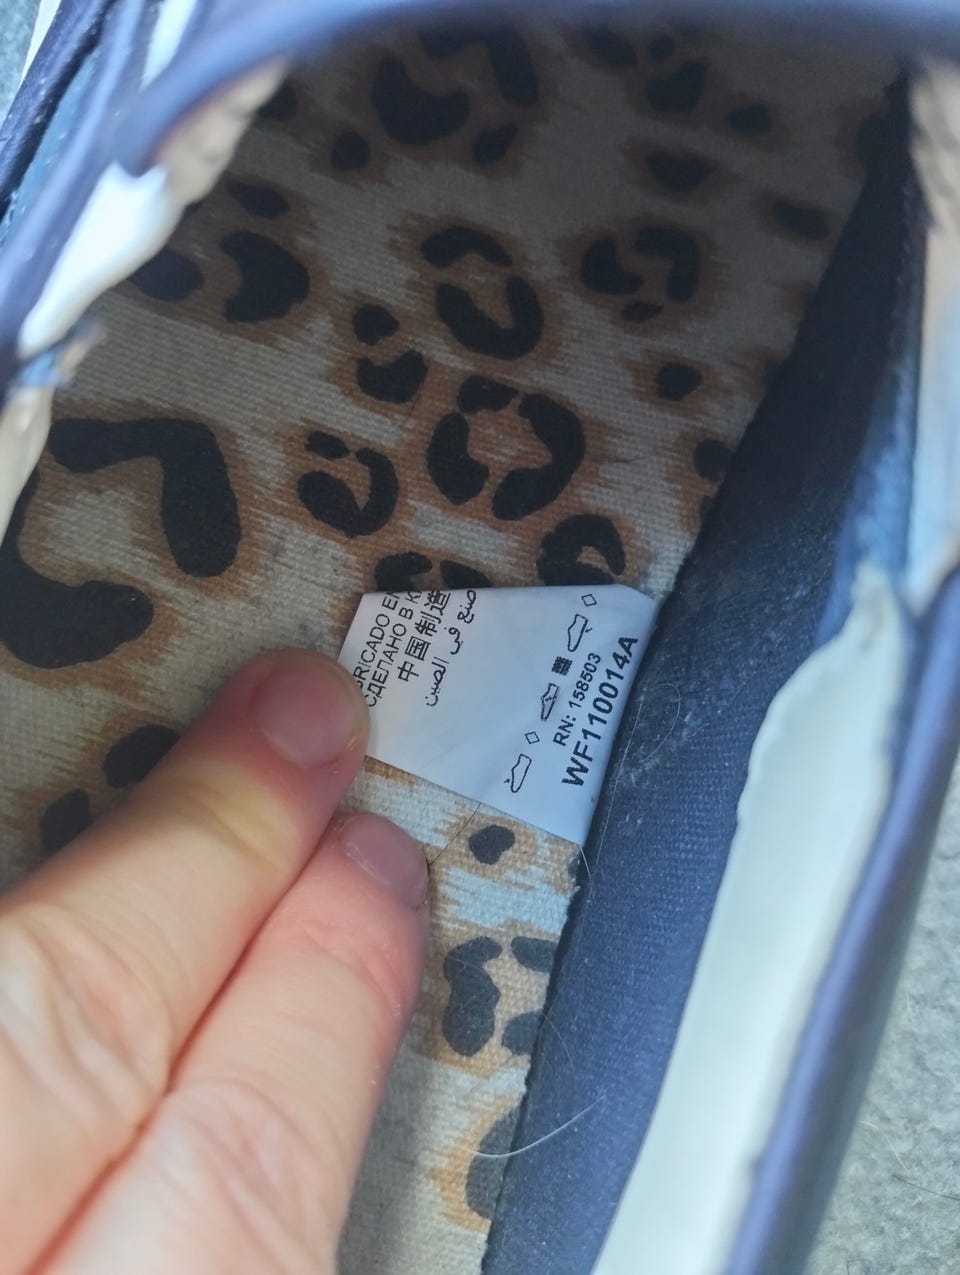 СДЕЛАНО В К
中国制造
صنع في الصين
RN: 158503
WF110014A